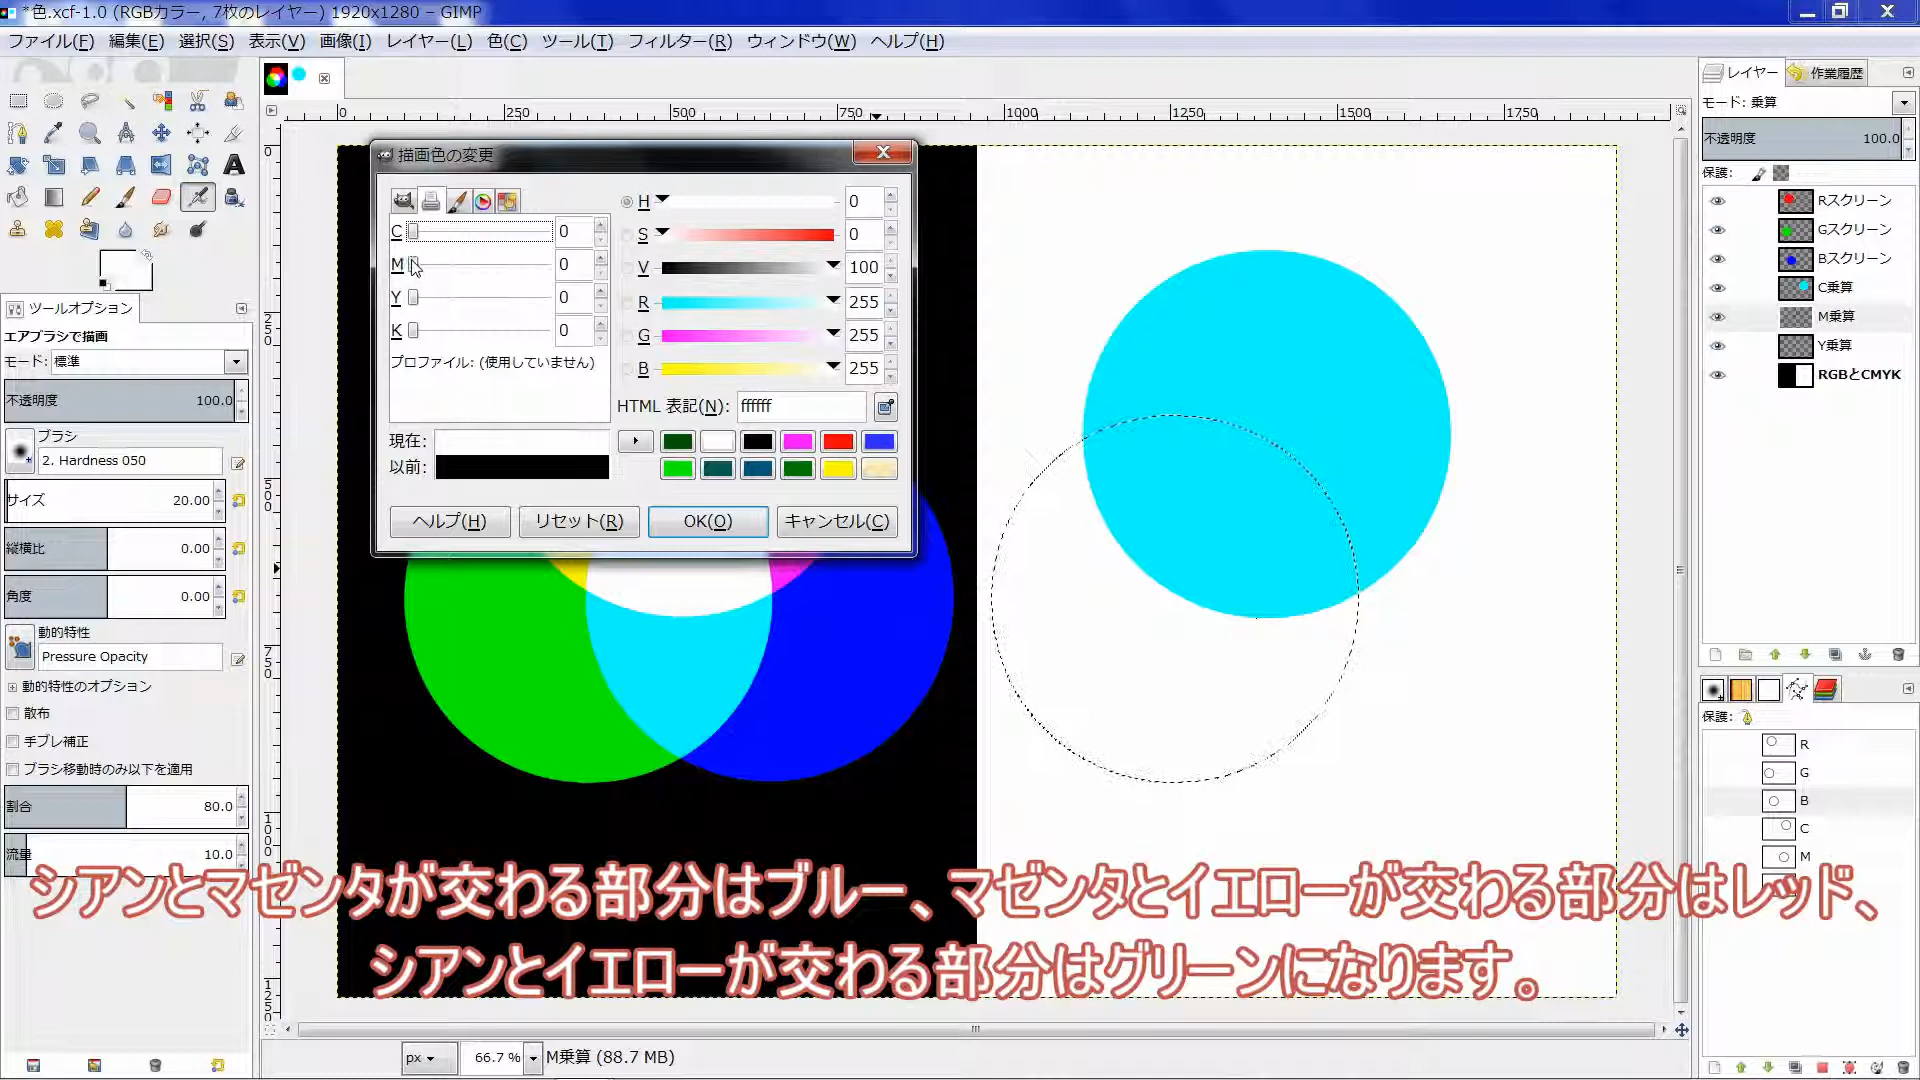 *色.xcf-1.0 (RGBカラー, 7枚のレイヤー) 1920x1280 – GIMP
ファイル(F) 編集(E) 選択(S) 表示(V) 画像(I) レイヤー(L) 色(C) ツール(T) フィルター(R) ウィンドウ(W) ヘルプ(H)
0 250 500 750 1000 1250 1500 1750
0
250
500
750
1000
1250
ツールオプション
エアブラシで描画
モード: 標準
不透明度 100.0
ブラシ
2. Hardness 050
サイズ 20.00
縦横比 0.00
角度 0.00
動的特性
Pressure Opacity
動的特性のオプション
散布
手ブレ補正
ブラシ移動時のみ以下を適用
割合 80.0
流量 10.0
描画色の変更
C 0
M 0
Y 0
K 0
プロファイル: (使用していません)
現在:
以前:
H 0
S 0
V 100
R 255
G 255
B 255
HTML 表記(N): ffffff
ヘルプ(H) リセット(R) OK(O) キャンセル(C)
レイヤー 作業履歴
モード: 乗算
不透明度 100.0
保護:
Rスクリーン
Gスクリーン
Bスクリーン
C乗算
M乗算
Y乗算
RGBとCMYK
保護:
R
G
B
C
M
シアンとマゼンタが交わる部分はブルー、マゼンタとイエローが交わる部分はレッド、
シアンとイエローが交わる部分はグリーンになります。
px 66.7 % M乗算 (88.7 MB)